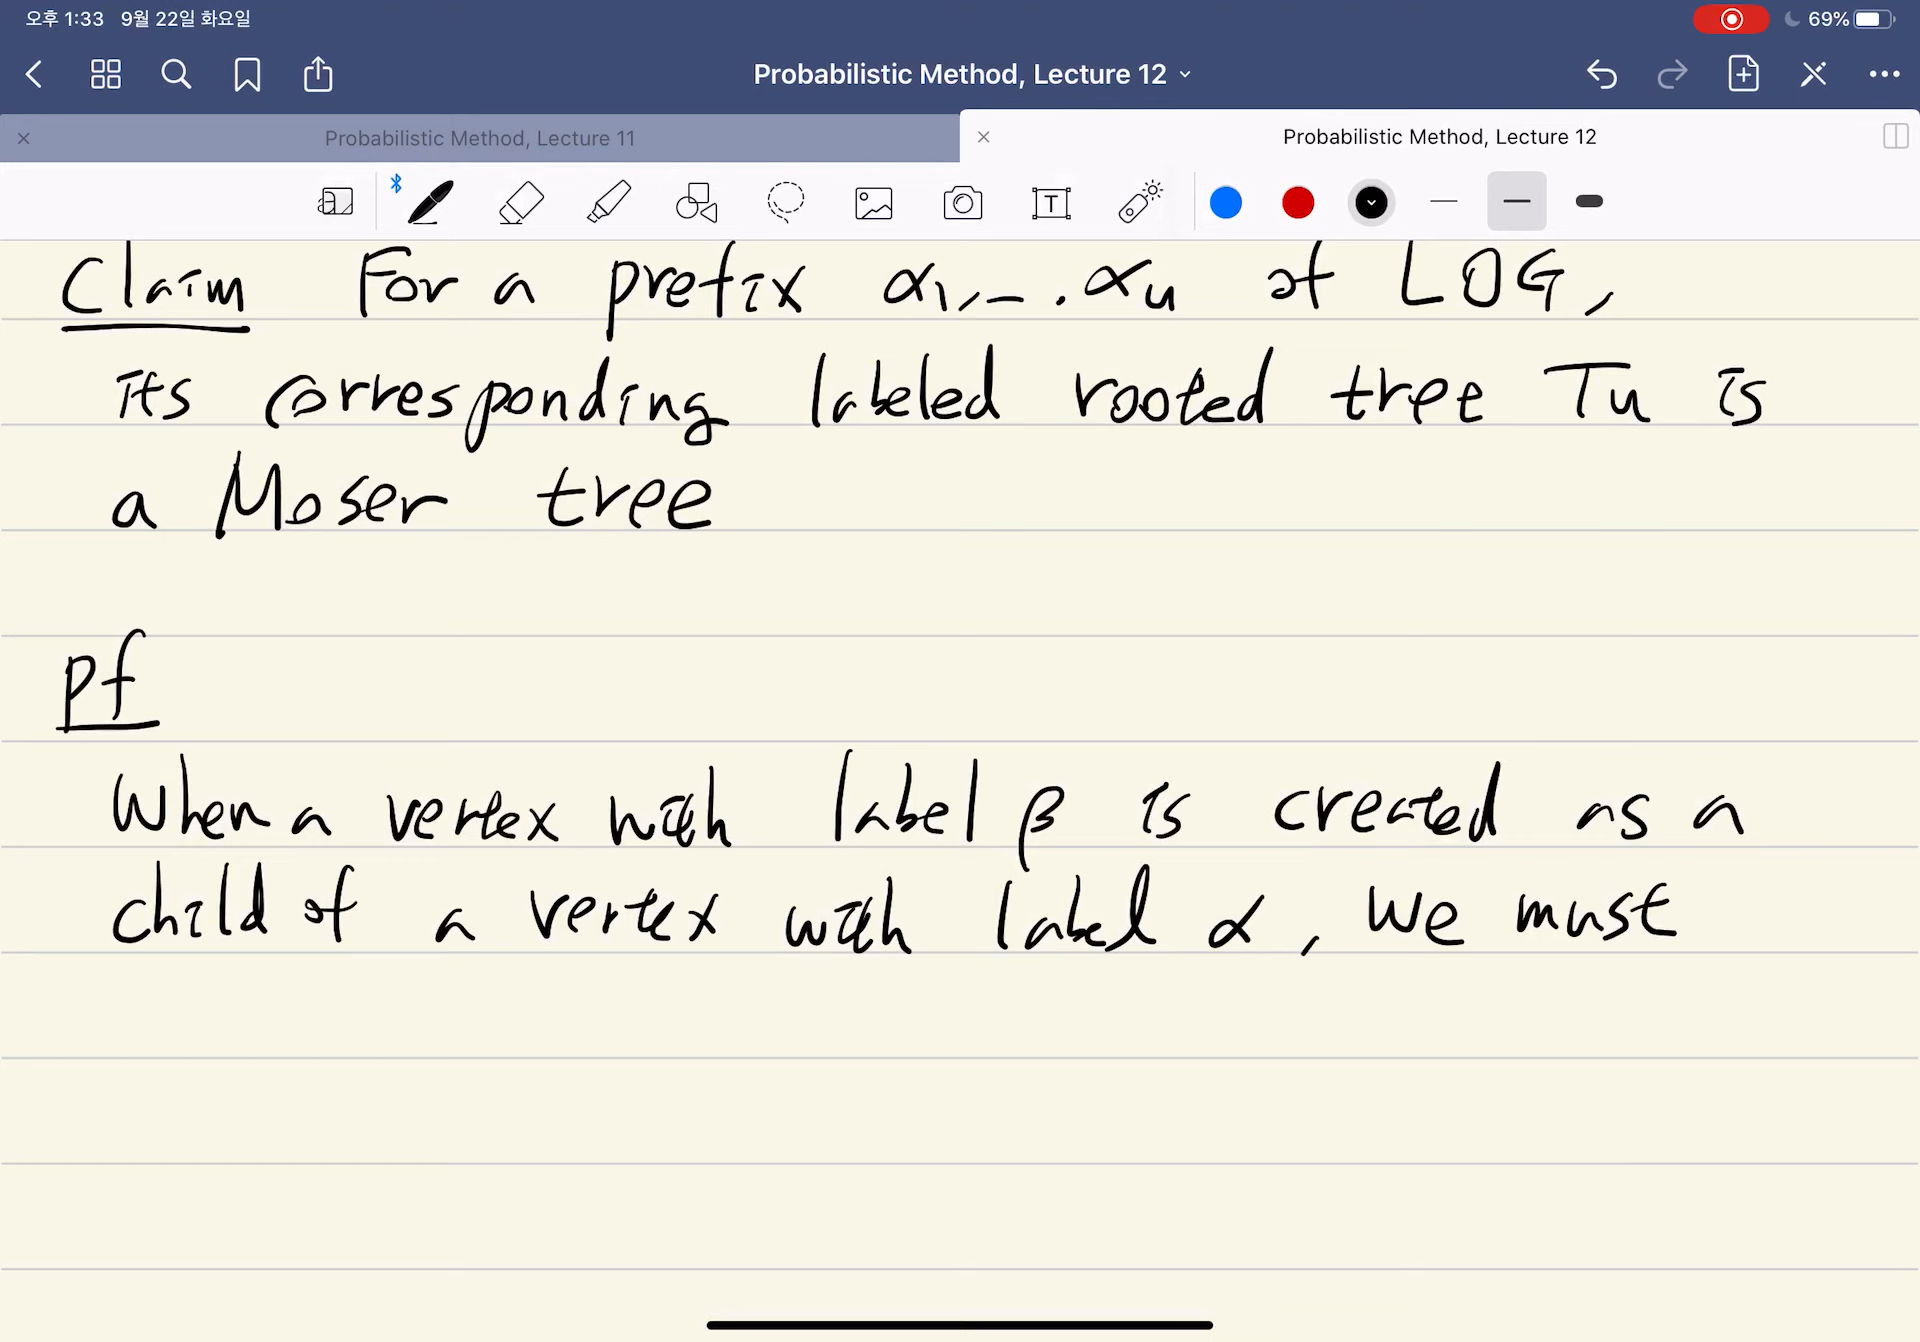 오후 1:33 9월 22일 화요일
69%
Probabilistic Method, Lecture 12
Probabilistic Method, Lecture 11
Probabilistic Method, Lecture 12
Claim For a prefix α₁, ..., αᵤ of LOG,
its corresponding labeled rooted tree Tᵤ is
a Moser tree
pf
When a vertex with label β is created as a
child of a vertex with label α, we must